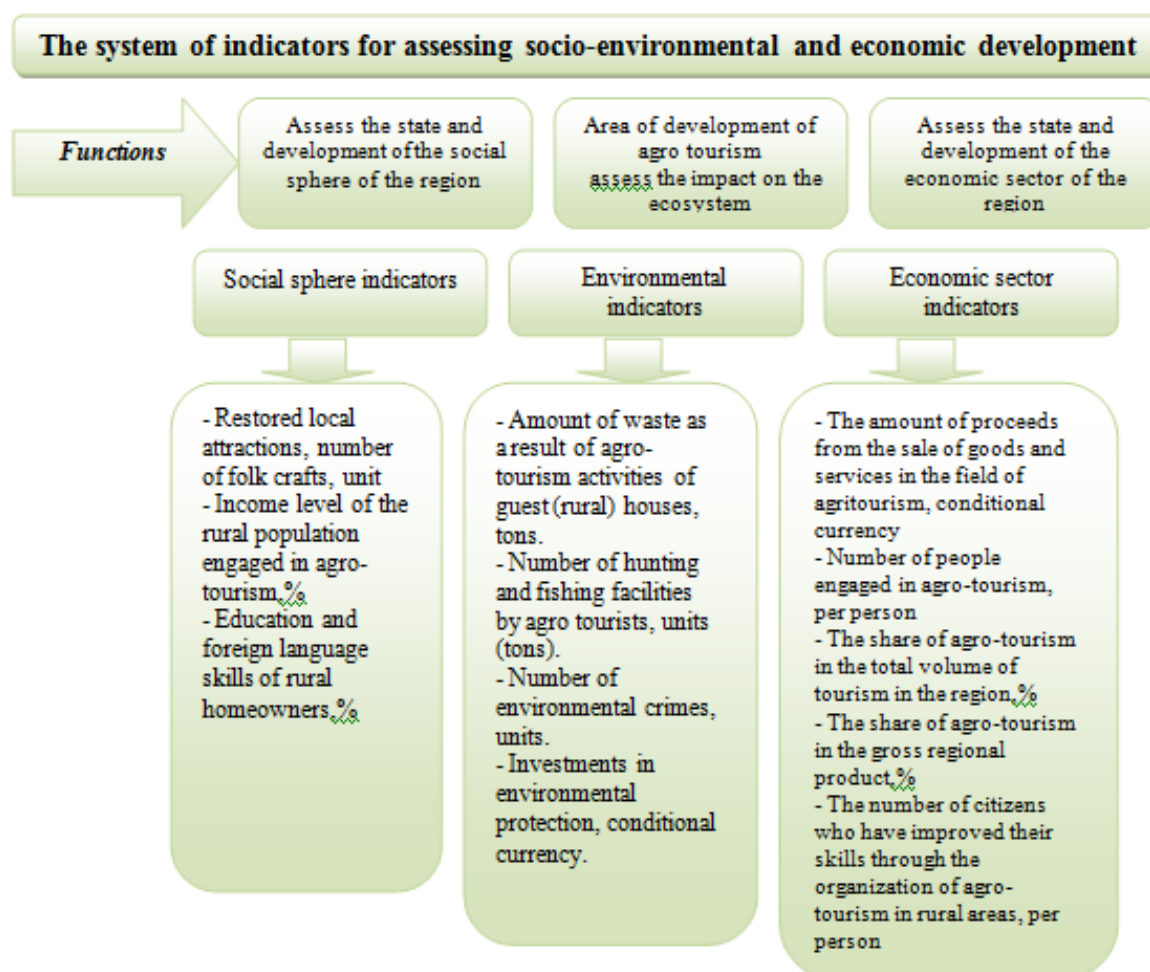 The system of indicators for assessing socio-environmental and economic development
Functions
Assess the state and
development of the social
sphere of the region
Area of development of
agro tourism
assess the impact on the
ecosystem
Assess the state and
development of the
economic sector of the
region
Social sphere indicators
Environmental
indicators
Economic sector
indicators
- Restored local
attractions, number
of folk crafts, unit
- Income level of the
rural population
engaged in agro-
tourism,%
- Education and
foreign language
skills of rural
homeowners,%
- Amount of waste as
a result of agro-
tourism activities of
guest (rural) houses,
tons.
- Number of hunting
and fishing facilities
by agro tourists, units
(tons).
- Number of
environmental crimes,
units.
- Investments in
environmental
protection, conditional
currency.
- The amount of proceeds
from the sale of goods and
services in the field of
agritourism, conditional
currency
- Number of people
engaged in agro-tourism,
per person
- The share of agro-tourism
in the total volume of
tourism in the region,%
- The share of agro-tourism
in the gross regional
product,%
- The number of citizens
who have improved their
skills through the
organization of agro-
tourism in rural areas, per
person